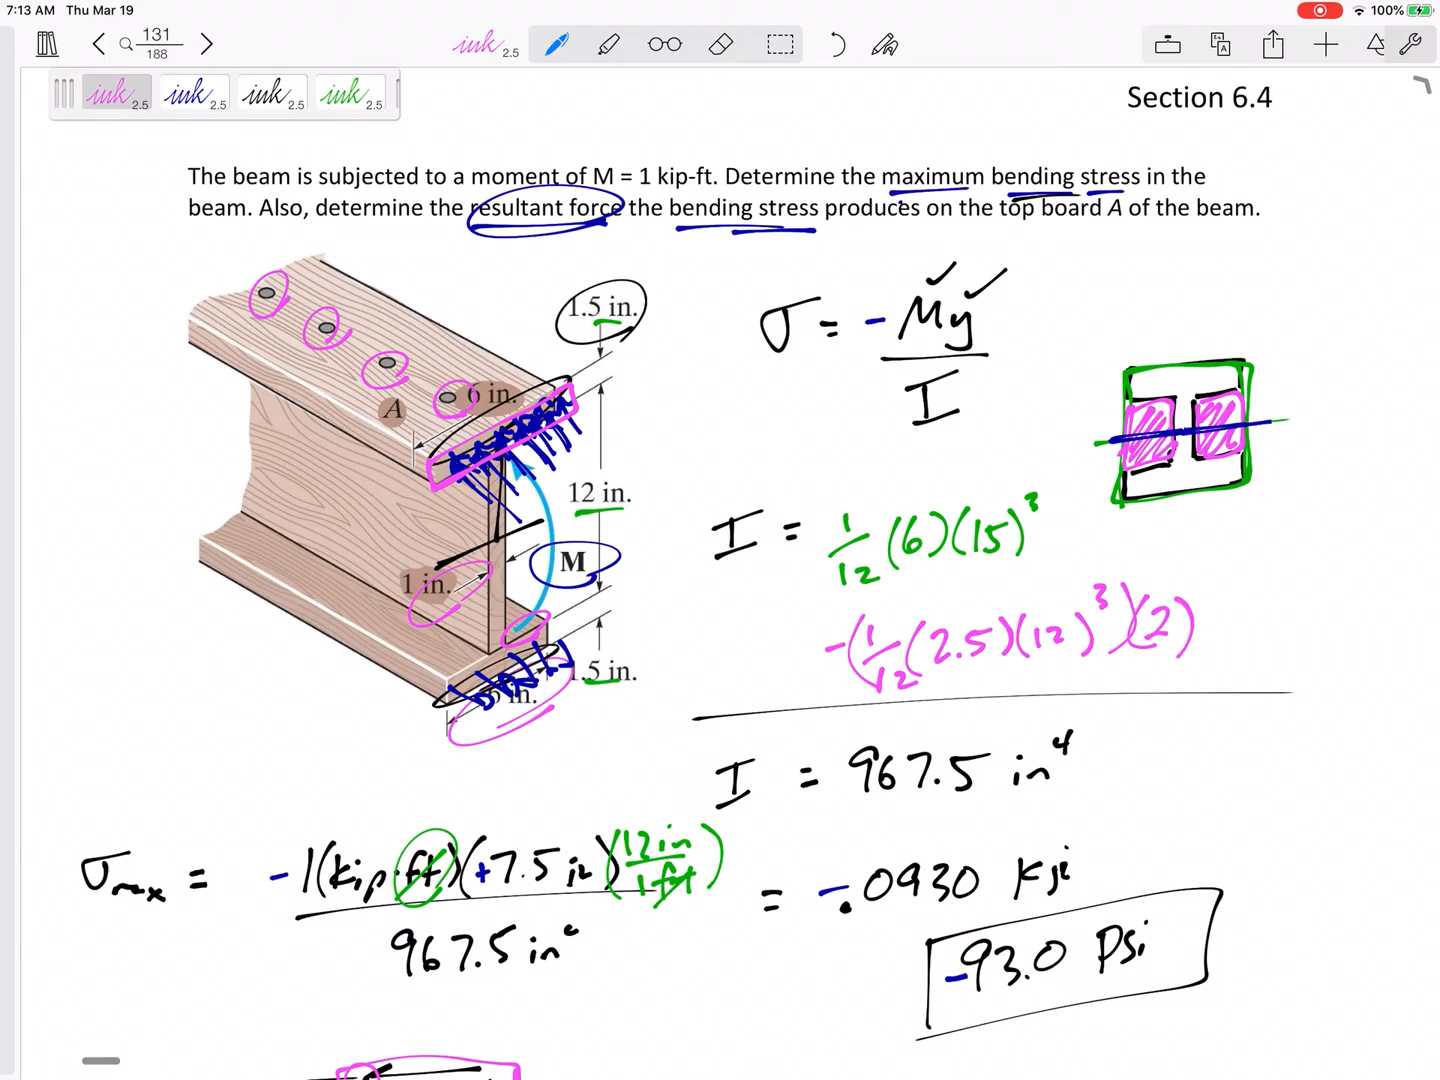 7:13 AM Thu Mar 19
100%
131
188
ink 2.5
ink 2.5
ink 2.5
ink 2.5
ink 2.5
Section 6.4
The beam is subjected to a moment of M = 1 kip-ft. Determine the maximum bending stress in the
beam. Also, determine the resultant force the bending stress produces on the top board A of the beam.
1.5 in.
6 in.
A
12 in.
1 in.
M
1.5 in.
6 in.
σ = -My
I
I = 1/12 (6)(15)³
-(1/12 (2.5)(12)³)(2)
I = 967.5 in⁴
σmax = -1(kip·ft)(+7.5 in)(12 in/1 ft)
967.5 in⁴
= -.0930 ksi
-93.0 psi